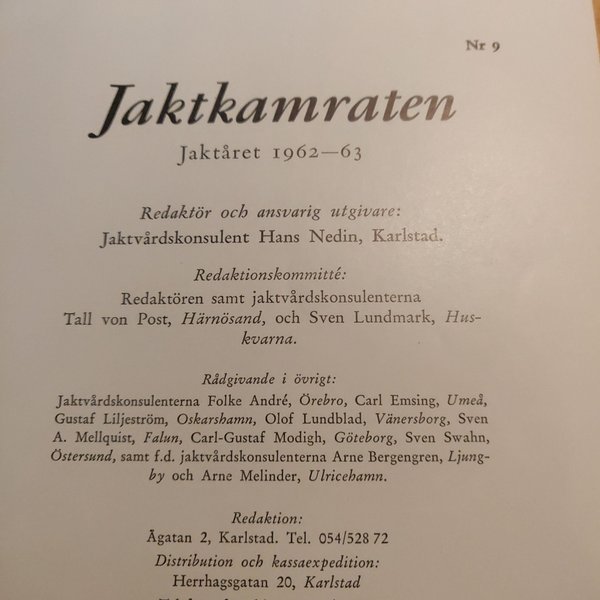 Nr 9
Jaktkamraten
Jaktåret 1962—63
Redaktör och ansvarig utgivare:
Jaktvårdskonsulent Hans Nedin, Karlstad.
Redaktionskommitté:
Redaktören samt jaktvårdskonsulenterna
Tall von Post, Härnösand, och Sven Lundmark, Hus-
kvarna.
Rådgivande i övrigt:
Jaktvårdskonsulenterna Folke André, Örebro, Carl Emsing, Umeå,
Gustaf Liljeström, Oskarshamn, Olof Lundblad, Vänersborg, Sven
A. Mellquist, Falun, Carl-Gustaf Modigh, Göteborg, Sven Swahn,
Östersund, samt f.d. jaktvårdskonsulenterna Arne Bergengren, Ljung-
by och Arne Melinder, Ulricehamn.
Redaktion:
Ågatan 2, Karlstad. Tel. 054/528 72
Distribution och kassaexpedition:
Herrhagsgatan 20, Karlstad